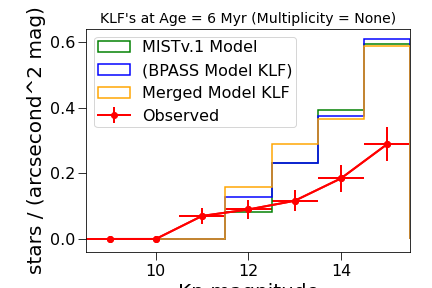 KLF's at Age = 6 Myr (Multiplicity = None)
stars / (arcsecond^2 mag)
0.6
0.4
0.2
0.0
MISTv.1 Model
(BPASS Model KLF)
Merged Model KLF
Observed
10
12
14
Kp magnitude